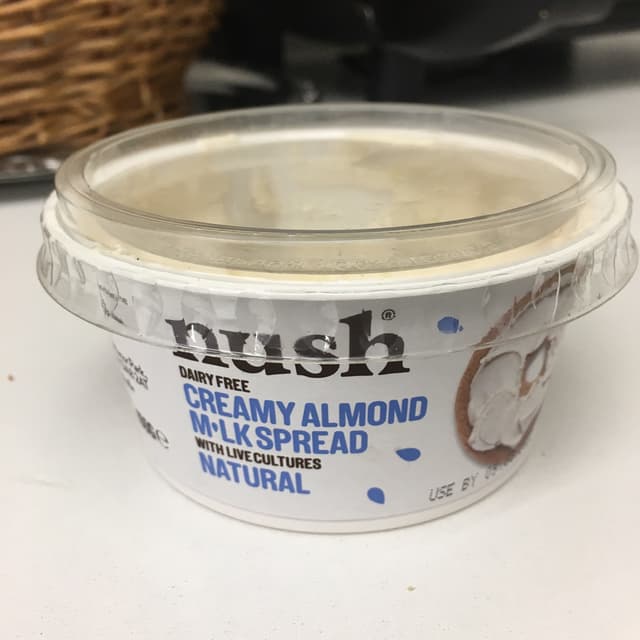 nush®
DAIRY FREE
CREAMY ALMOND
M•LK SPREAD
WITH LIVE CULTURES
NATURAL
USE BY